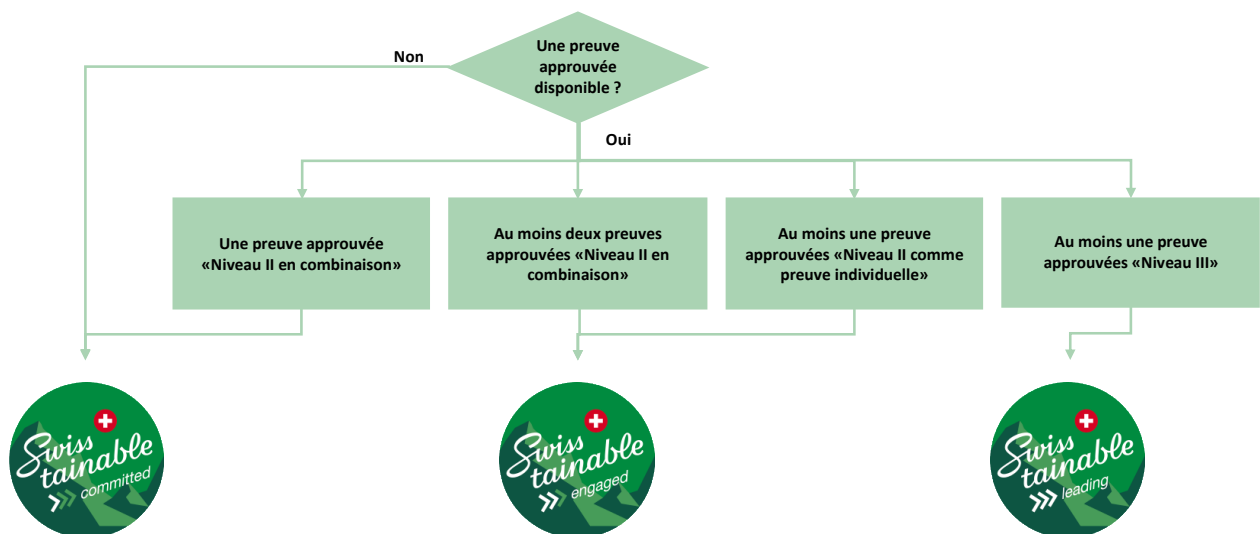 Une preuve
approuvée
disponible ?
Non
Oui
Une preuve approuvée
«Niveau II en combinaison»
Au moins deux preuves
approuvées «Niveau II en
combinaison»
Au moins une preuve
approuvées «Niveau II comme
preuve individuelle»
Au moins une preuve
approuvées «Niveau III»
Swiss
tainable
committed
Swiss
tainable
engaged
Swiss
tainable
leading